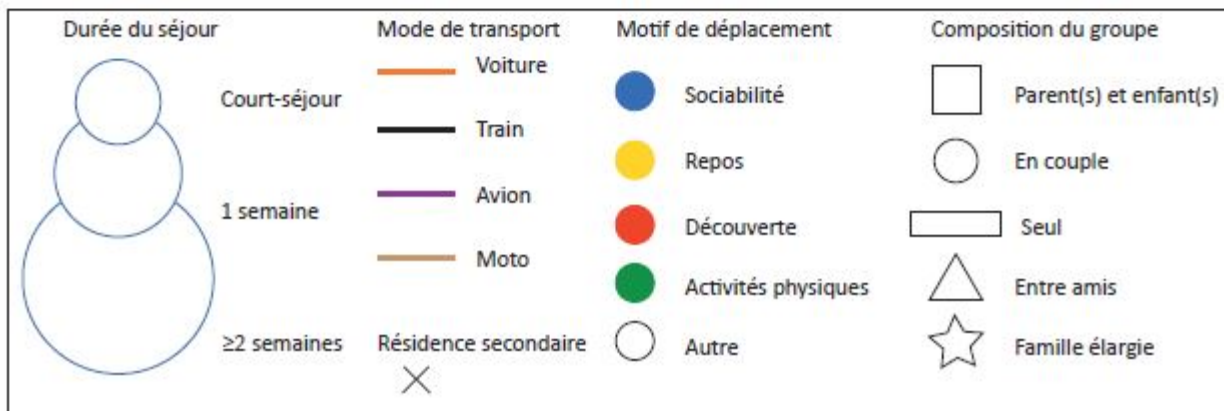 Durée du séjour
Court-séjour
1 semaine
≥2 semaines
Mode de transport
Voiture
Train
Avion
Moto
Résidence secondaire
Motif de déplacement
Sociabilité
Repos
Découverte
Activités physiques
Autre
Composition du groupe
Parent(s) et enfant(s)
En couple
Seul
Entre amis
Famille élargie